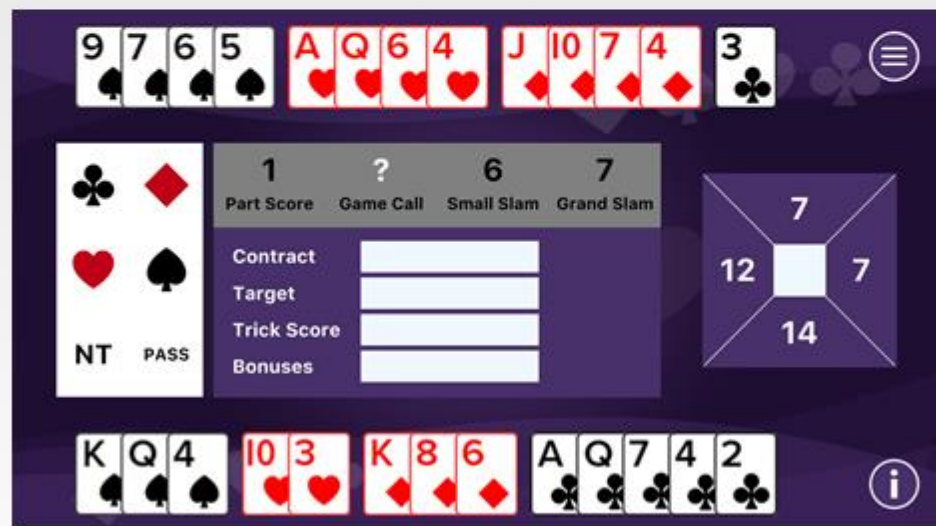 9 7 6 5 A Q 6 4 J 10 7 4 3
1 ? 6 7
Part Score Game Call Small Slam Grand Slam
Contract
Target
Trick Score
Bonuses
NT PASS
7
12 7
14
K Q 4 10 3 K 8 6 A Q 7 4 2
i